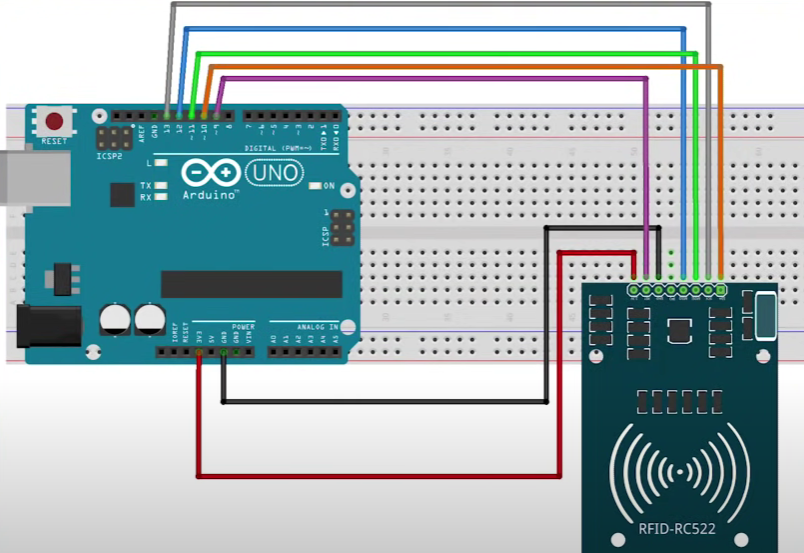 RESET
ICSP2
AREF
GND
13
12
~11
~10
~9
8
7
~6
~5
4
~3
2
TXD▶1
RXD◀0
DIGITAL (PWM=~)
L
TX
RX
Arduino™
UNO
ON
1
ICSP
IOREF
RESET
3V3
5V
GND
GND
VIN
POWER
ANALOG IN
A0
A1
A2
A3
A4
A5
RFID-RC522